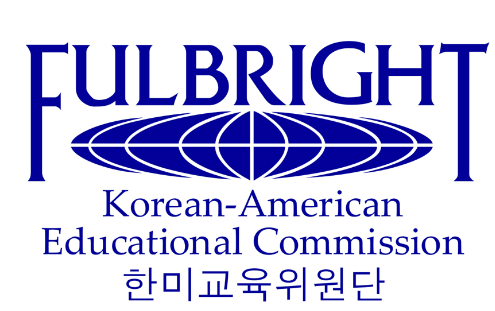 FULBRIGHT
Korean-American
Educational Commission
한미교육위원단